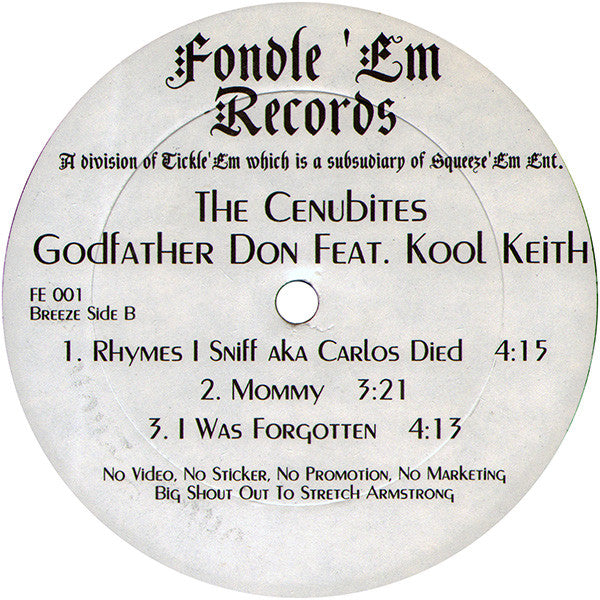 Fondle 'Em
Records
A division of Tickle'Em which is a subsudiary of Squeeze'Em Ent.
The Cenubites
Godfather Don Feat. Kool Keith
FE 001
Breeze Side B
1. Rhymes I Sniff aka Carlos Died 4:15
2. Mommy 3:21
3. I Was Forgotten 4:13
No Video, No Sticker, No Promotion, No Marketing
Big Shout Out To Stretch Armstrong